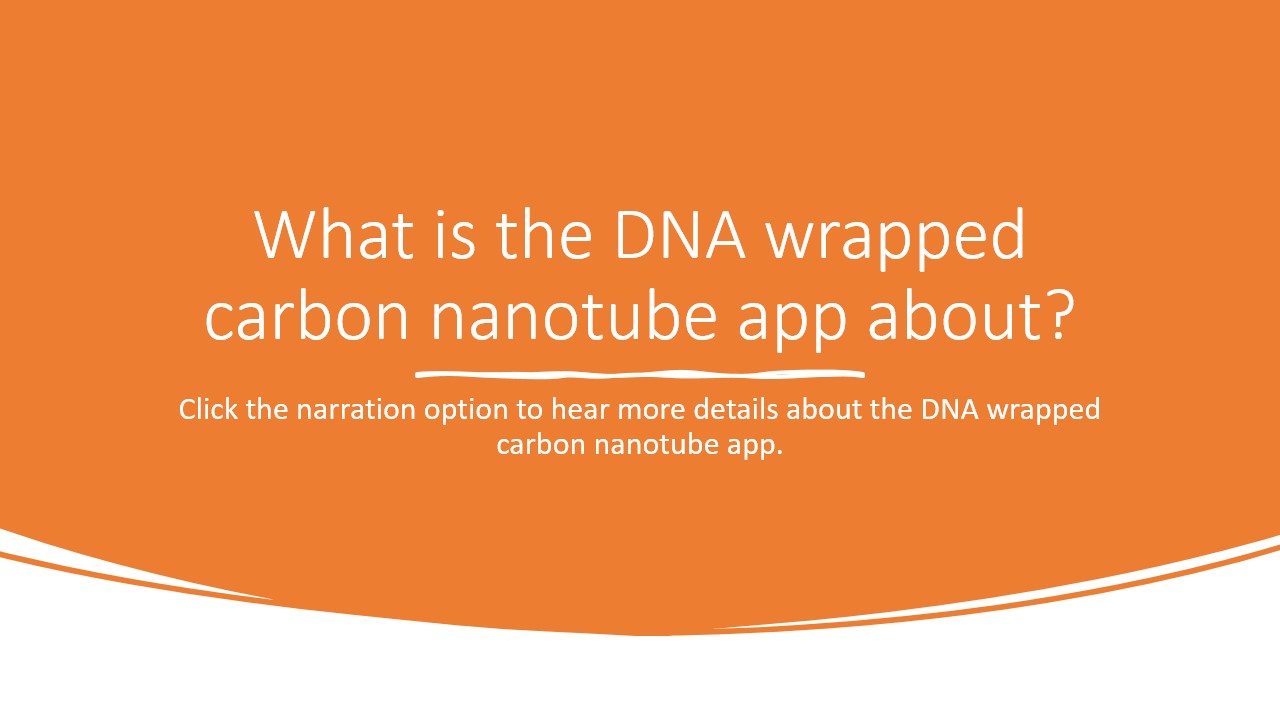 What is the DNA wrapped
carbon nanotube app about?
Click the narration option to hear more details about the DNA wrapped
carbon nanotube app.